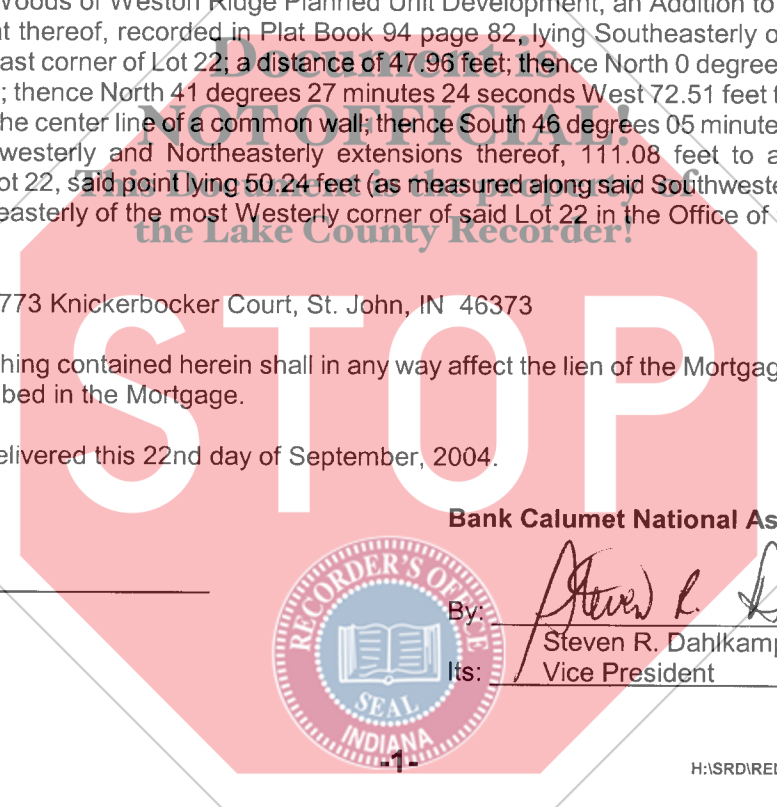 Woods of Weston Ridge Planned Unit Development, an Addition to
t thereof, recorded in Plat Book 94 page 82, lying Southeasterly o
ast corner of Lot 22; a distance of 47.96 feet; thence North 0 degree
; thence North 41 degrees 27 minutes 24 seconds West 72.51 feet t
he center line of a common wall; thence South 46 degrees 05 minute
westerly and Northeasterly extensions thereof, 111.08 feet to a
ot 22, said point lying 50.24 feet (as measured along said Southweste
easterly of the most Westerly corner of said Lot 22 in the Office of
Document is
NOT OFFICIAL!
This Document is the property of
the Lake County Recorder!
773 Knickerbocker Court, St. John, IN 46373
STOP
hing contained herein shall in any way affect the lien of the Mortgag
bed in the Mortgage.
elivered this 22nd day of September, 2004.
Bank Calumet National As
By: Steven R.
Steven R. Dahlkamp
Its: Vice President
RECORDER'S OFFICE
SEAL
INDIANA
-1-
H:\SRD\RE